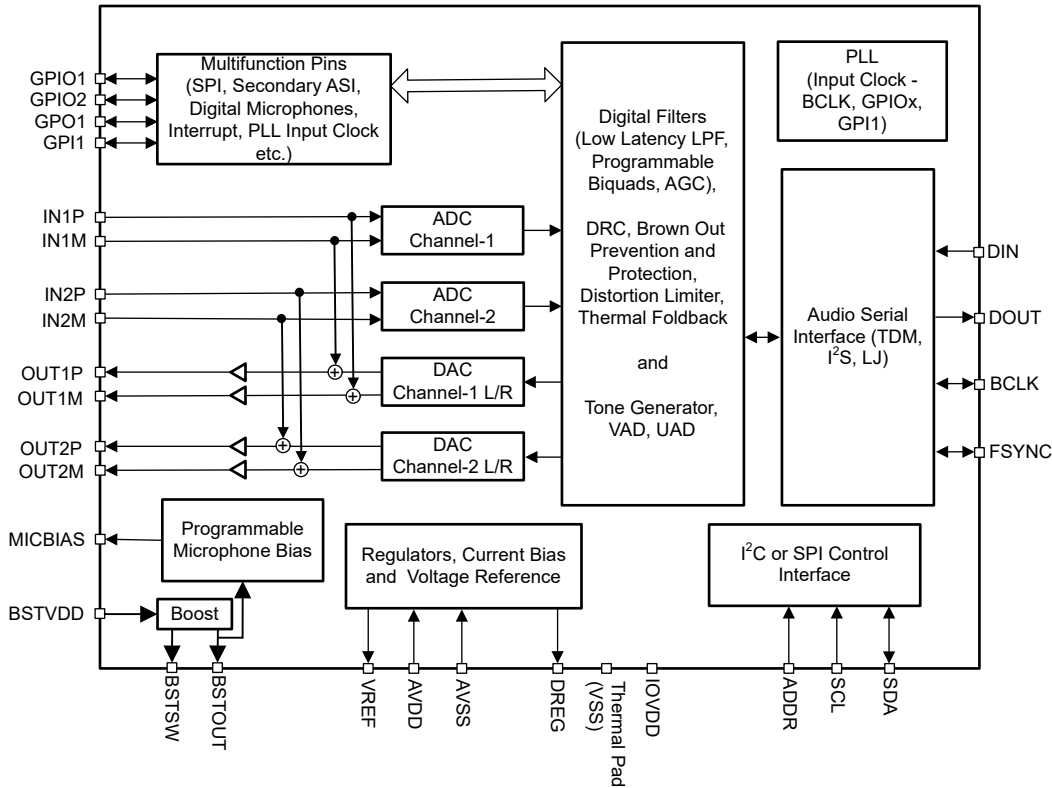 GPIO1
GPIO2
GPO1
GPI1
Multifunction Pins
(SPI, Secondary ASI,
Digital Microphones,
Interrupt, PLL Input Clock
etc.)
IN1P
IN1M
IN2P
IN2M
OUT1P
OUT1M
OUT2P
OUT2M
ADC
Channel-1
ADC
Channel-2
DAC
Channel-1 L/R
DAC
Channel-2 L/R
Digital Filters
(Low Latency LPF,
Programmable
Biquads, AGC),
DRC, Brown Out
Prevention and
Protection,
Distortion Limiter,
Thermal Foldback
and
Tone Generator,
VAD, UAD
PLL
(Input Clock -
BCLK, GPIOx,
GPI1)
Audio Serial
Interface (TDM,
I²S, LJ)
DIN
DOUT
BCLK
FSYNC
MICBIAS
Programmable
Microphone Bias
BSTVDD
Boost
Regulators, Current Bias
and Voltage Reference
I²C or SPI Control
Interface
BSTSW
BSTOUT
VREF
AVDD
AVSS
DREG
Thermal Pad
(VSS)
IOVDD
ADDR
SCL
SDA